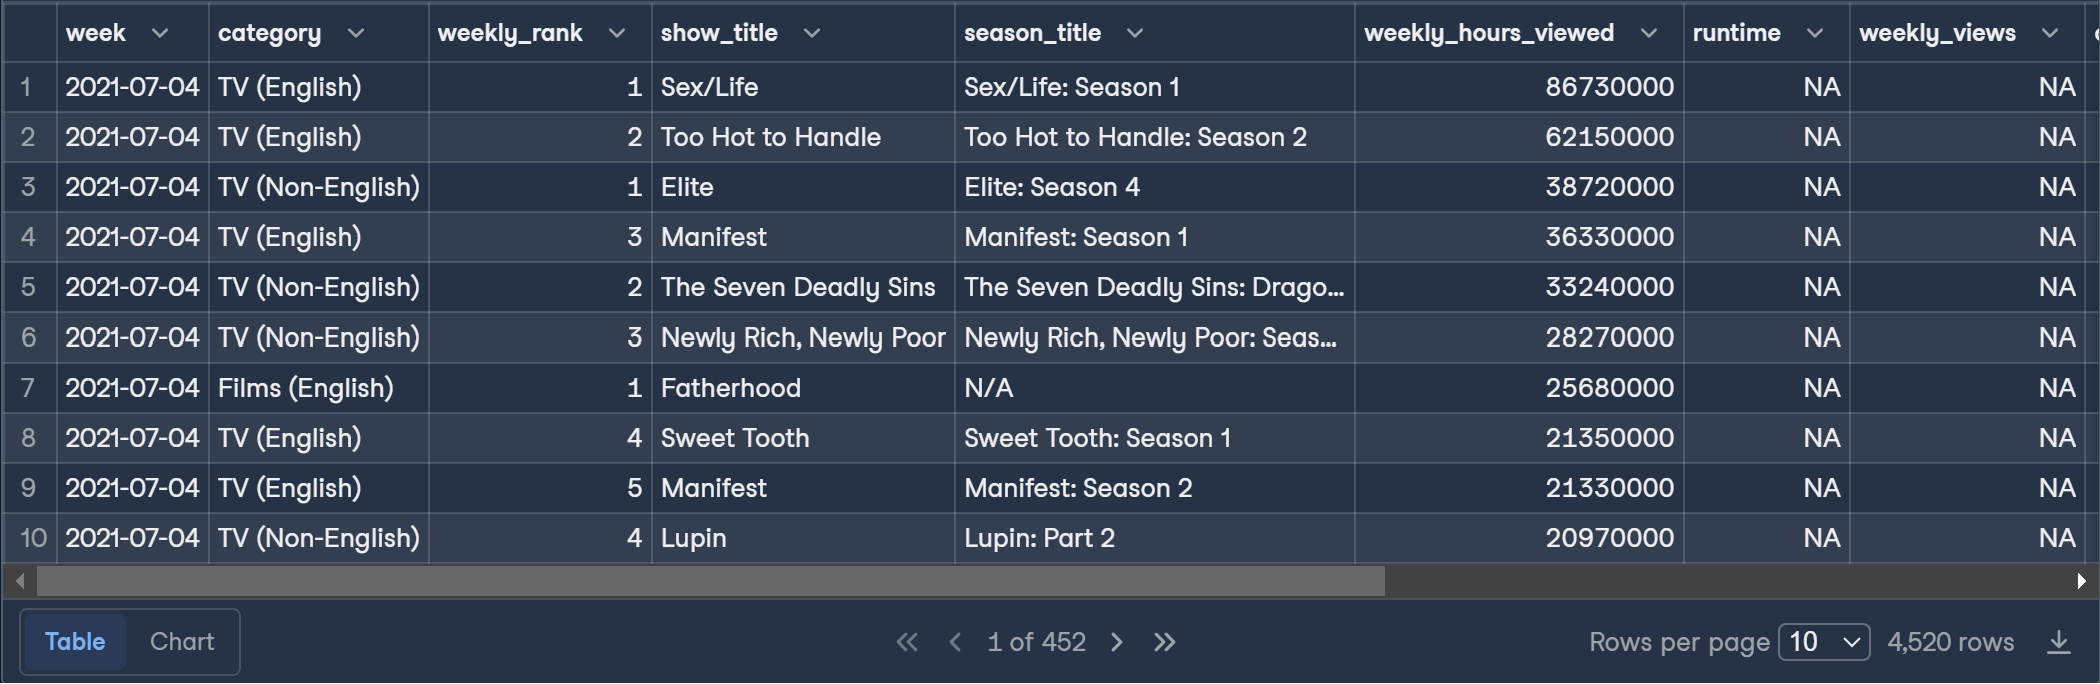 week category weekly_rank show_title season_title weekly_hours_viewed runtime weekly_views
1 2021-07-04 TV (English) 1 Sex/Life Sex/Life: Season 1 86730000 NA NA
2 2021-07-04 TV (English) 2 Too Hot to Handle Too Hot to Handle: Season 2 62150000 NA NA
3 2021-07-04 TV (Non-English) 1 Elite Elite: Season 4 38720000 NA NA
4 2021-07-04 TV (English) 3 Manifest Manifest: Season 1 36330000 NA NA
5 2021-07-04 TV (Non-English) 2 The Seven Deadly Sins The Seven Deadly Sins: Drago... 33240000 NA NA
6 2021-07-04 TV (Non-English) 3 Newly Rich, Newly Poor Newly Rich, Newly Poor: Seas... 28270000 NA NA
7 2021-07-04 Films (English) 1 Fatherhood N/A 25680000 NA NA
8 2021-07-04 TV (English) 4 Sweet Tooth Sweet Tooth: Season 1 21350000 NA NA
9 2021-07-04 TV (English) 5 Manifest Manifest: Season 2 21330000 NA NA
10 2021-07-04 TV (Non-English) 4 Lupin Lupin: Part 2 20970000 NA NA
Table Chart 1 of 452 Rows per page 10 4,520 rows